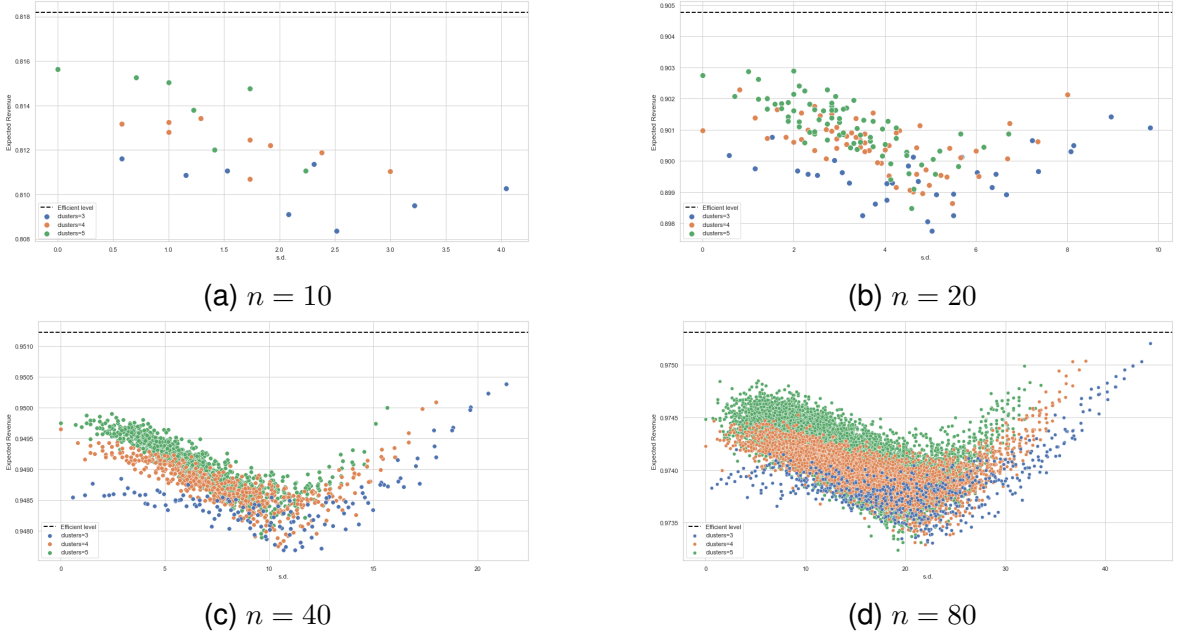 0.818
0.816
0.814
0.812
0.810
0.808
Expected Revenue
Efficient level
clusters=3
clusters=4
clusters=5
0.0 0.5 1.0 1.5 2.0 2.5 3.0 3.5 4.0
s.d.
(a) n = 10
0.905
0.904
0.903
0.902
0.901
0.900
0.899
0.898
Expected Revenue
Efficient level
clusters=3
clusters=4
clusters=5
0 2 4 6 8 10
s.d.
(b) n = 20
0.9510
0.9505
0.9500
0.9495
0.9490
0.9485
0.9480
Expected Revenue
Efficient level
clusters=3
clusters=4
clusters=5
0 5 10 15 20
s.d.
(c) n = 40
0.9750
0.9745
0.9740
0.9735
Expected Revenue
Efficient level
clusters=3
clusters=4
clusters=5
0 10 20 30 40
s.d.
(d) n = 80